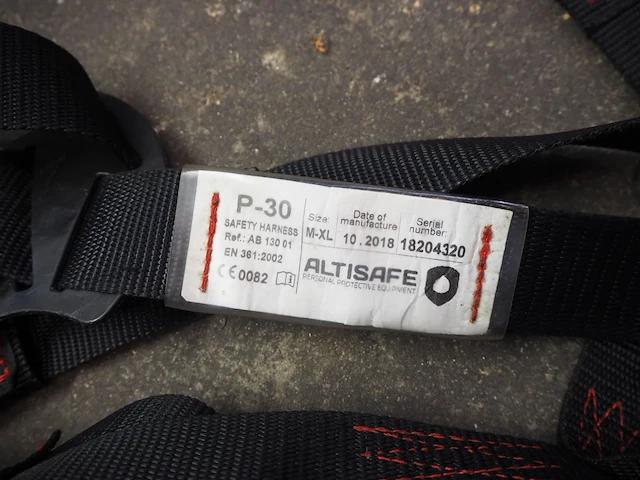 P-30
SAFETY HARNESS
Ref.: AB 130 01
EN 361:2002
CE0082
Size:
M-XL
Date of
manufacture
10.2018
Serial
number:
18204320
ALTISAFE
PERSONAL PROTECTIVE EQUIPMENT